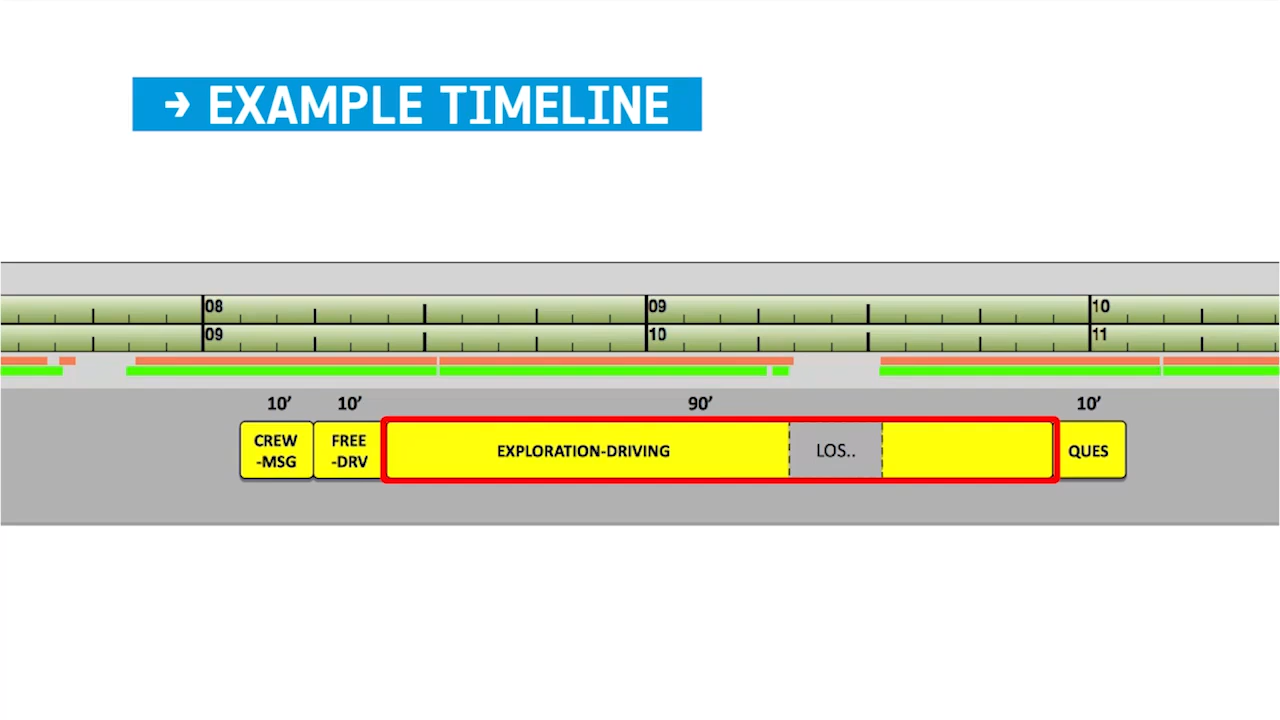 → EXAMPLE TIMELINE
08 09 10
09 10 11
10’ 10’ 90’ 10’
CREW
-MSG
FREE
-DRV
EXPLORATION-DRIVING
LOS..
QUES